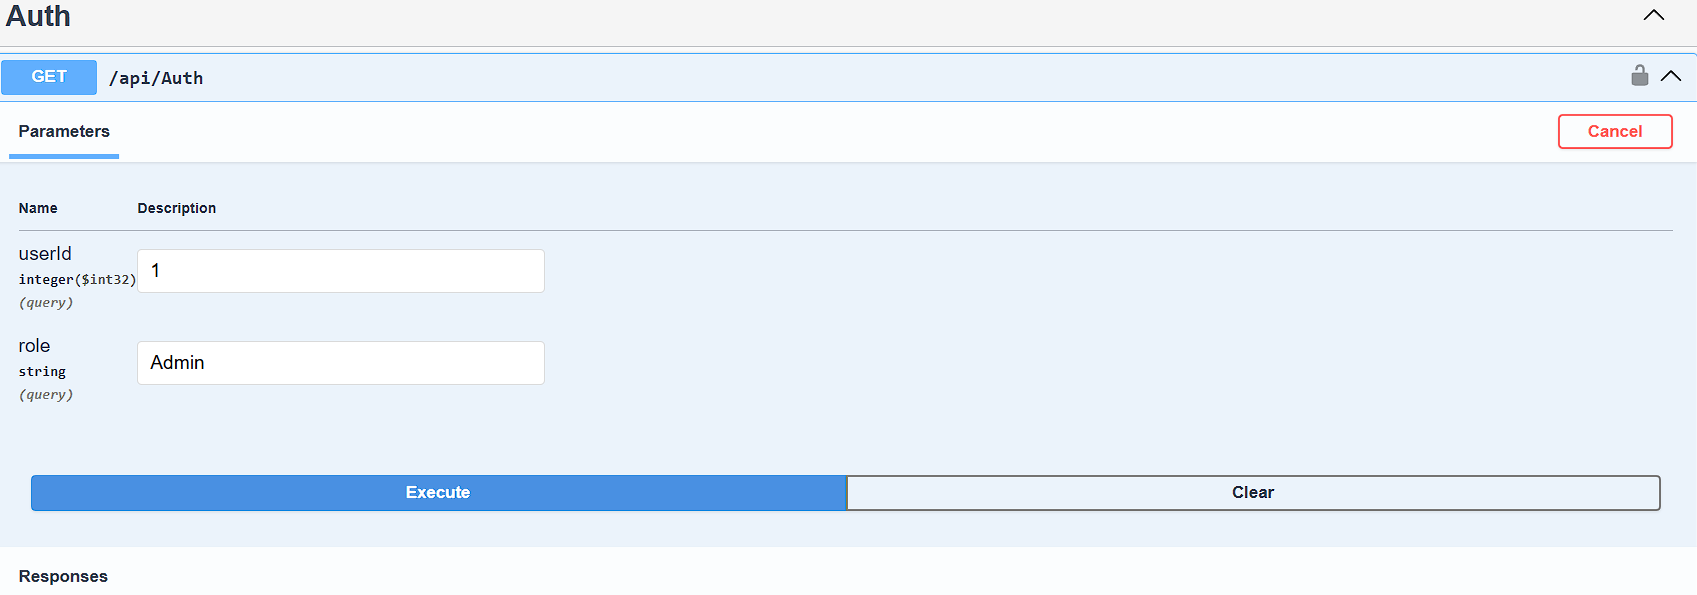 Auth
GET /api/Auth
Parameters
Cancel
Name Description
userId
integer($int32)
(query)
1
role
string
(query)
Admin
Execute Clear
Responses